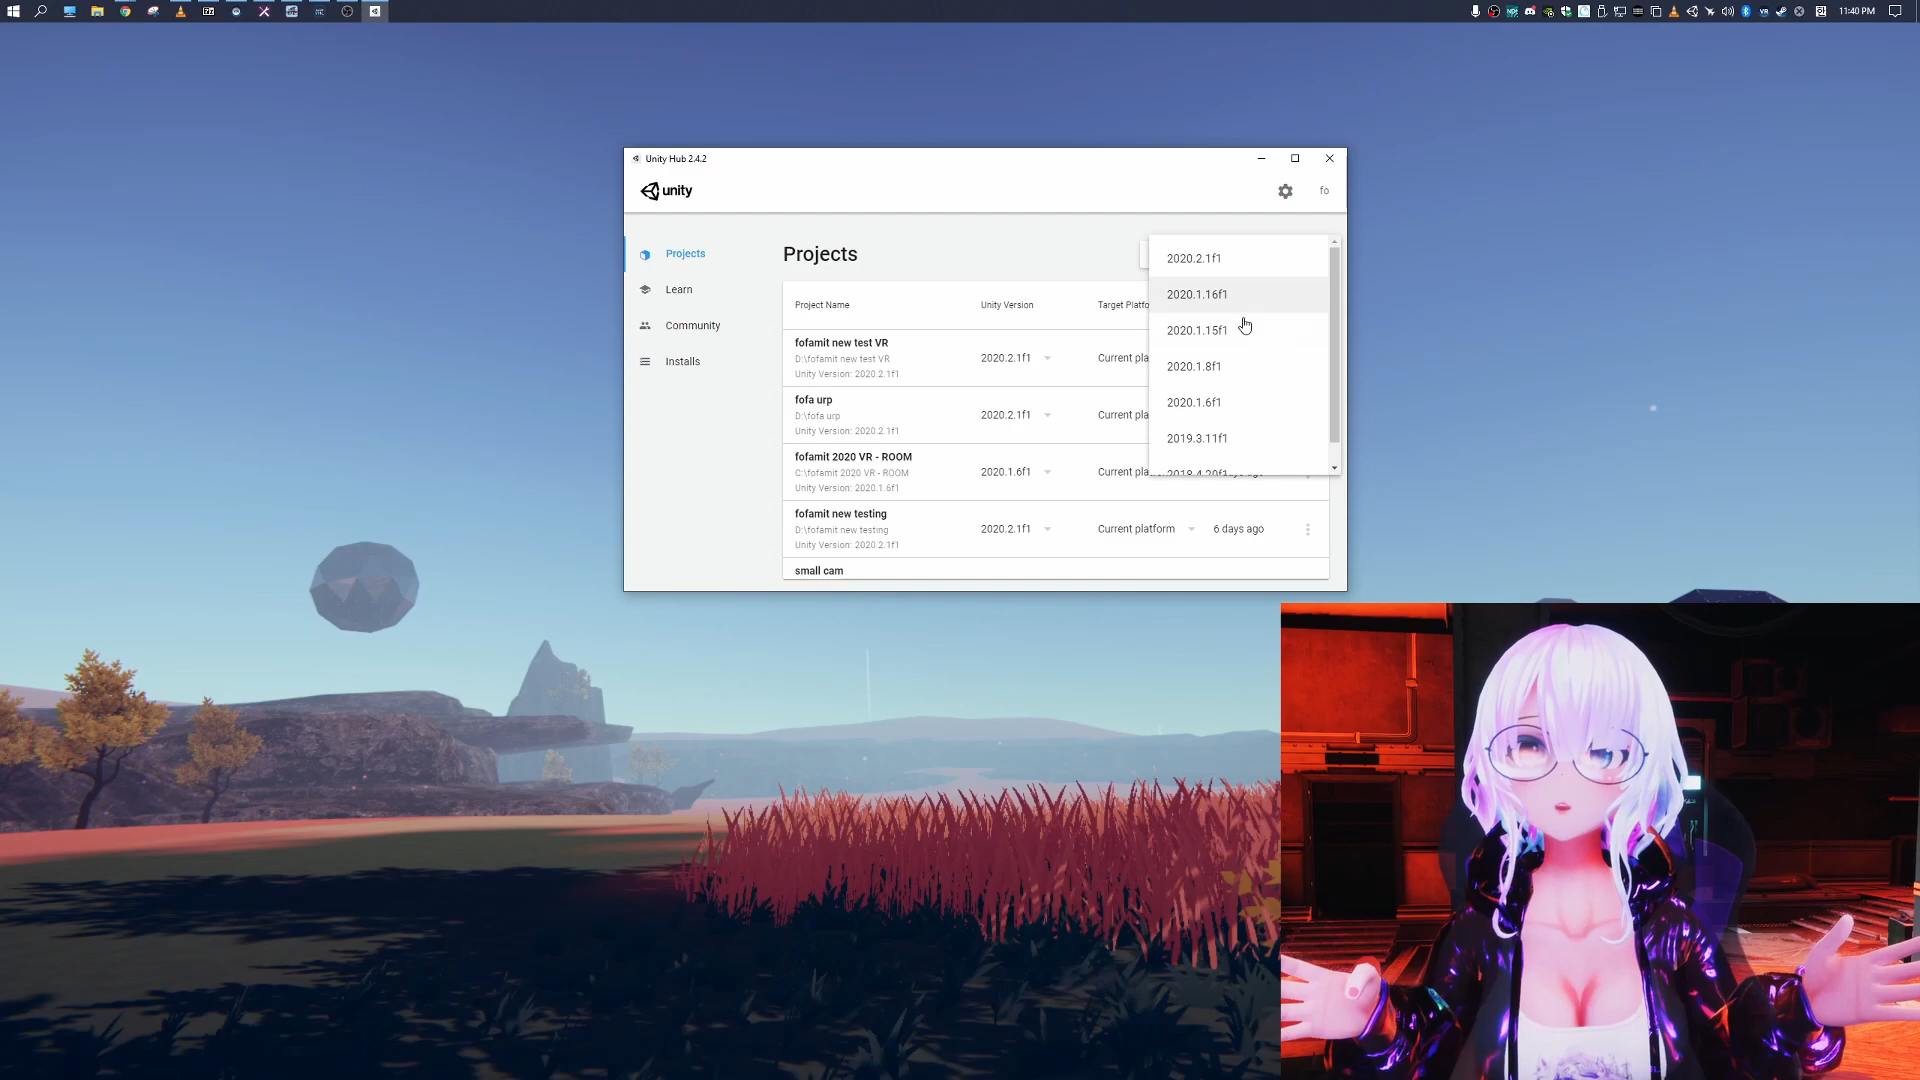 11:40 PM
Unity Hub 2.4.2
unity
fo
Projects
Learn
Community
Installs
Projects
Project Name
Unity Version
Target Platfo
fofamit new test VR
D:\fofamit new test VR
Unity Version: 2020.2.1f1
2020.2.1f1
Current pla
fofa urp
D:\fofa urp
Unity Version: 2020.2.1f1
2020.2.1f1
Current pla
fofamit 2020 VR - ROOM
C:\fofamit 2020 VR - ROOM
Unity Version: 2020.1.6f1
2020.1.6f1
Current pla
fofamit new testing
D:\fofamit new testing
Unity Version: 2020.2.1f1
2020.2.1f1
Current platform
6 days ago
small cam
2020.2.1f1
2020.1.16f1
2020.1.15f1
2020.1.8f1
2020.1.6f1
2019.3.11f1
2018.4.20f1